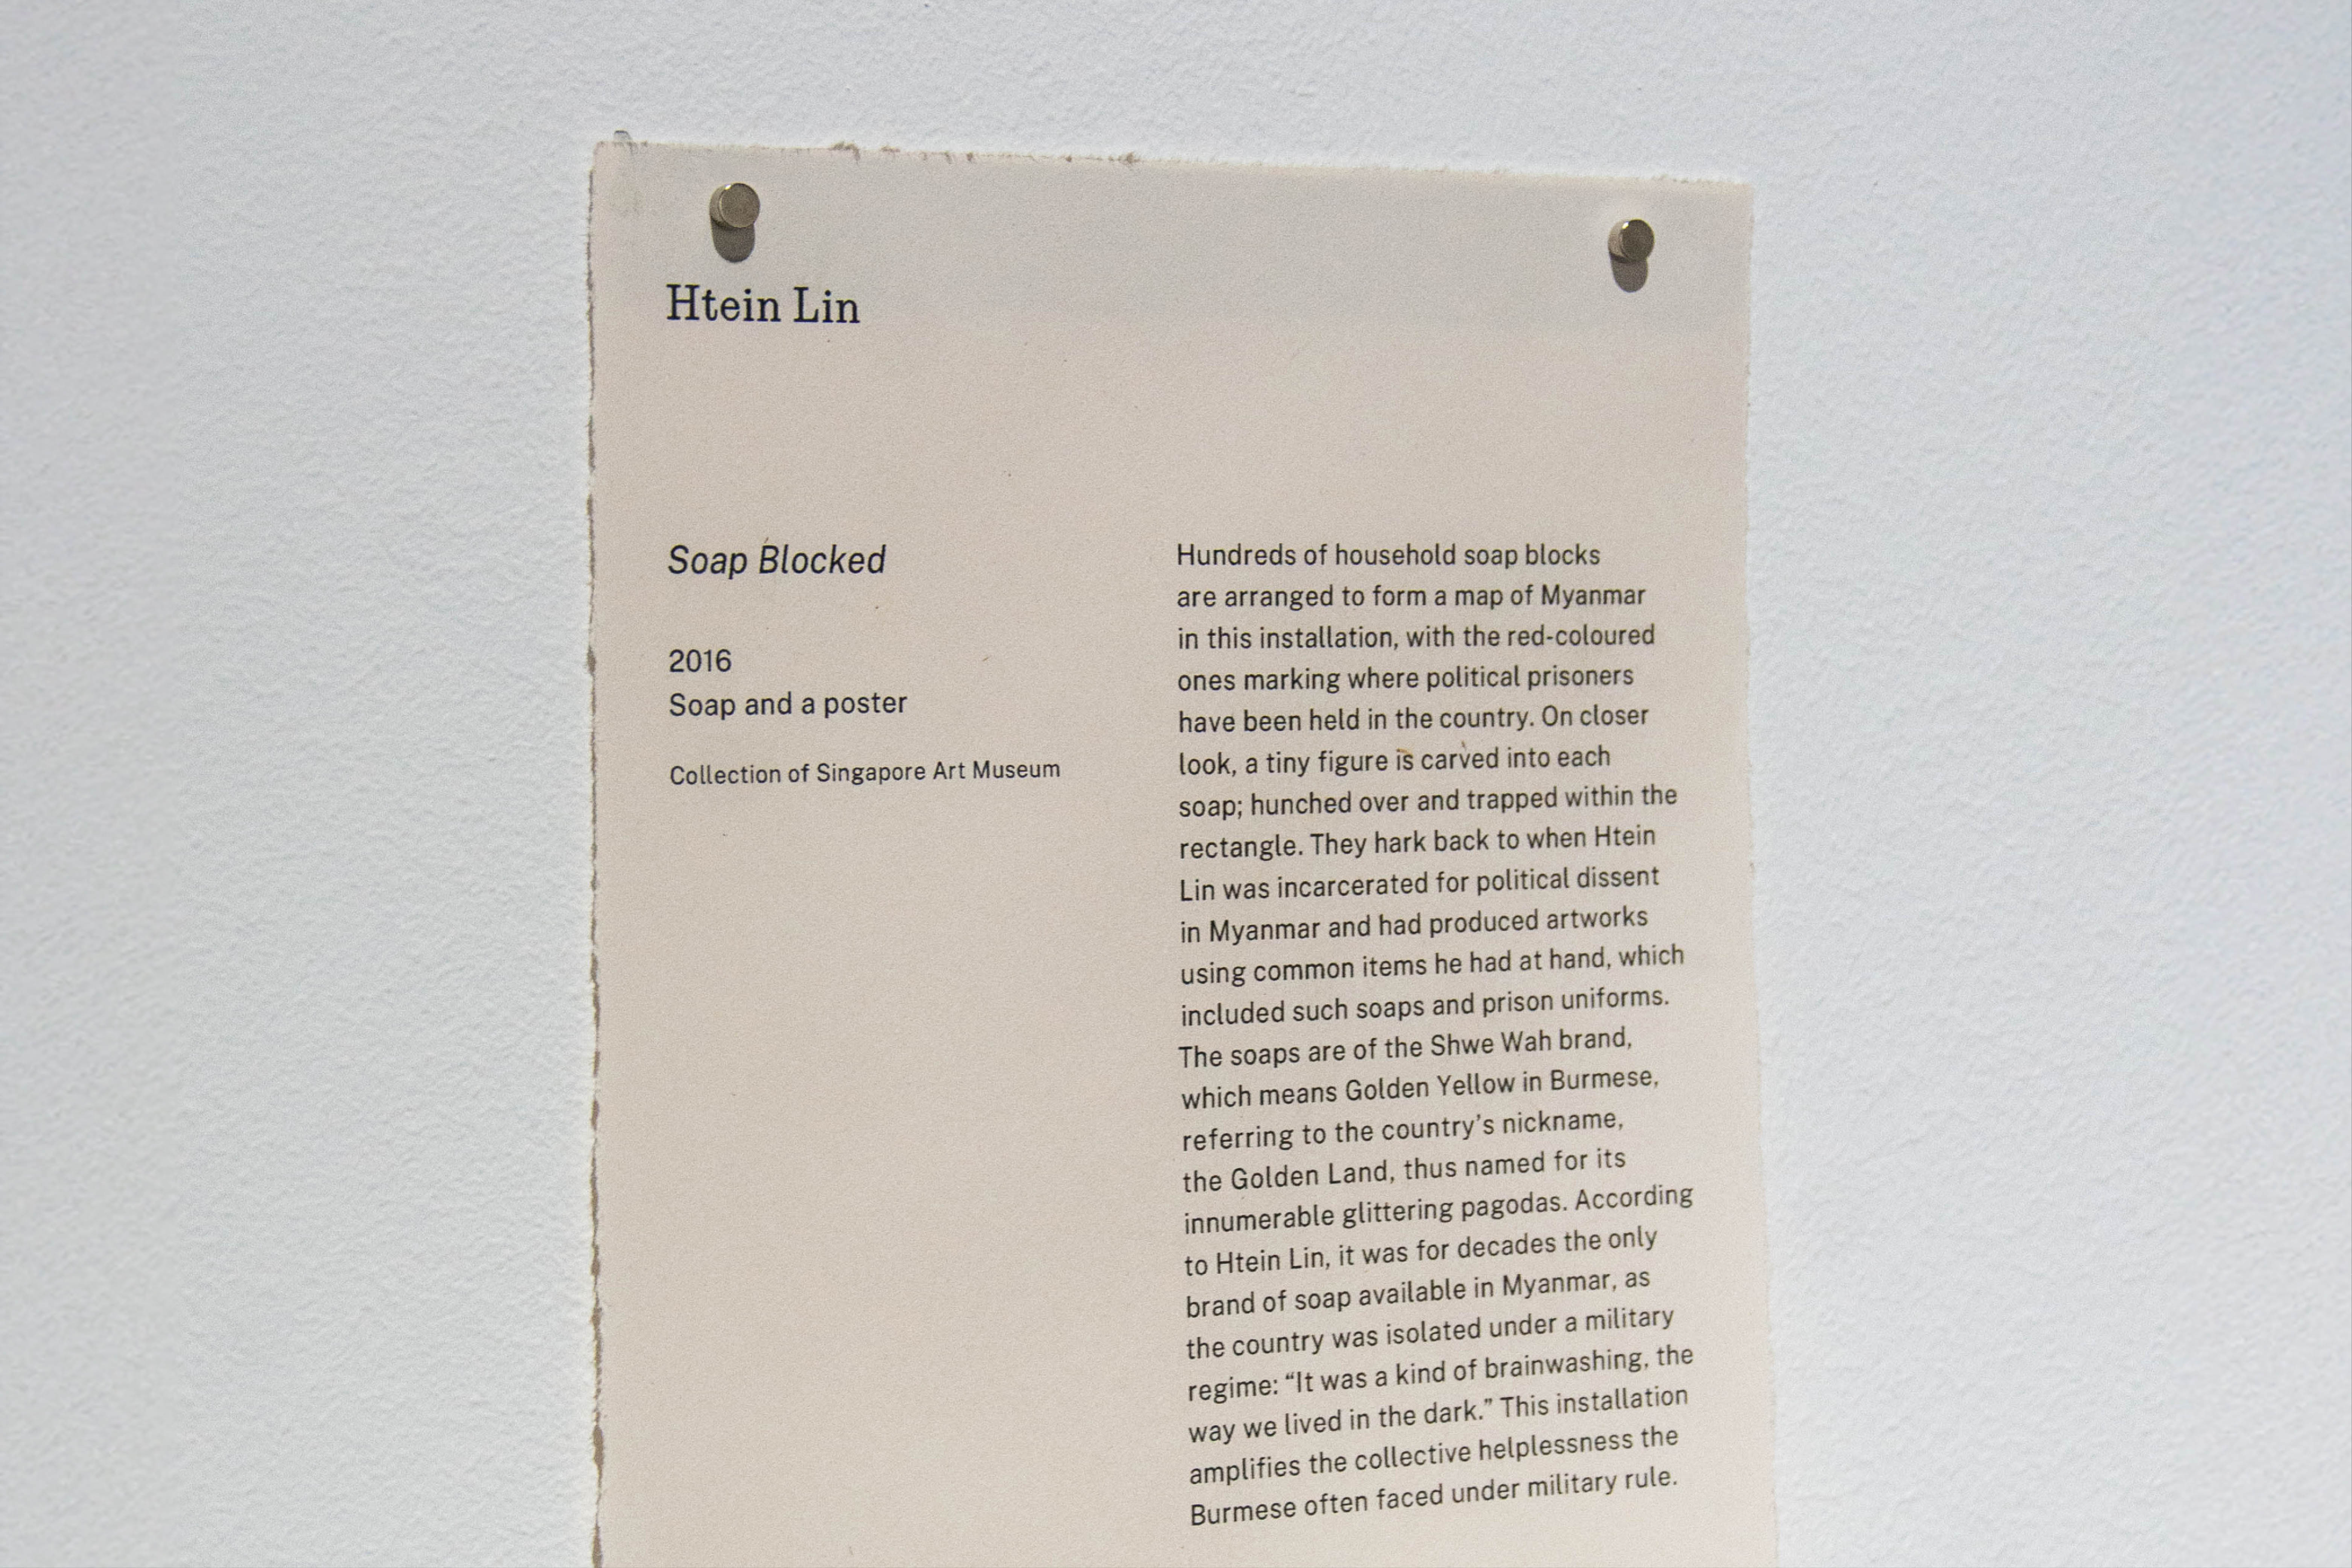 Htein Lin
Soap Blocked
2016
Soap and a poster
Collection of Singapore Art Museum
Hundreds of household soap blocks
are arranged to form a map of Myanmar
in this installation, with the red-coloured
ones marking where political prisoners
have been held in the country. On closer
look, a tiny figure is carved into each
soap; hunched over and trapped within the
rectangle. They hark back to when Htein
Lin was incarcerated for political dissent
in Myanmar and had produced artworks
using common items he had at hand, which
included such soaps and prison uniforms.
The soaps are of the Shwe Wah brand,
which means Golden Yellow in Burmese,
referring to the country’s nickname,
the Golden Land, thus named for its
innumerable glittering pagodas. According
to Htein Lin, it was for decades the only
brand of soap available in Myanmar, as
the country was isolated under a military
regime: “It was a kind of brainwashing, the
way we lived in the dark.” This installation
amplifies the collective helplessness the
Burmese often faced under military rule.